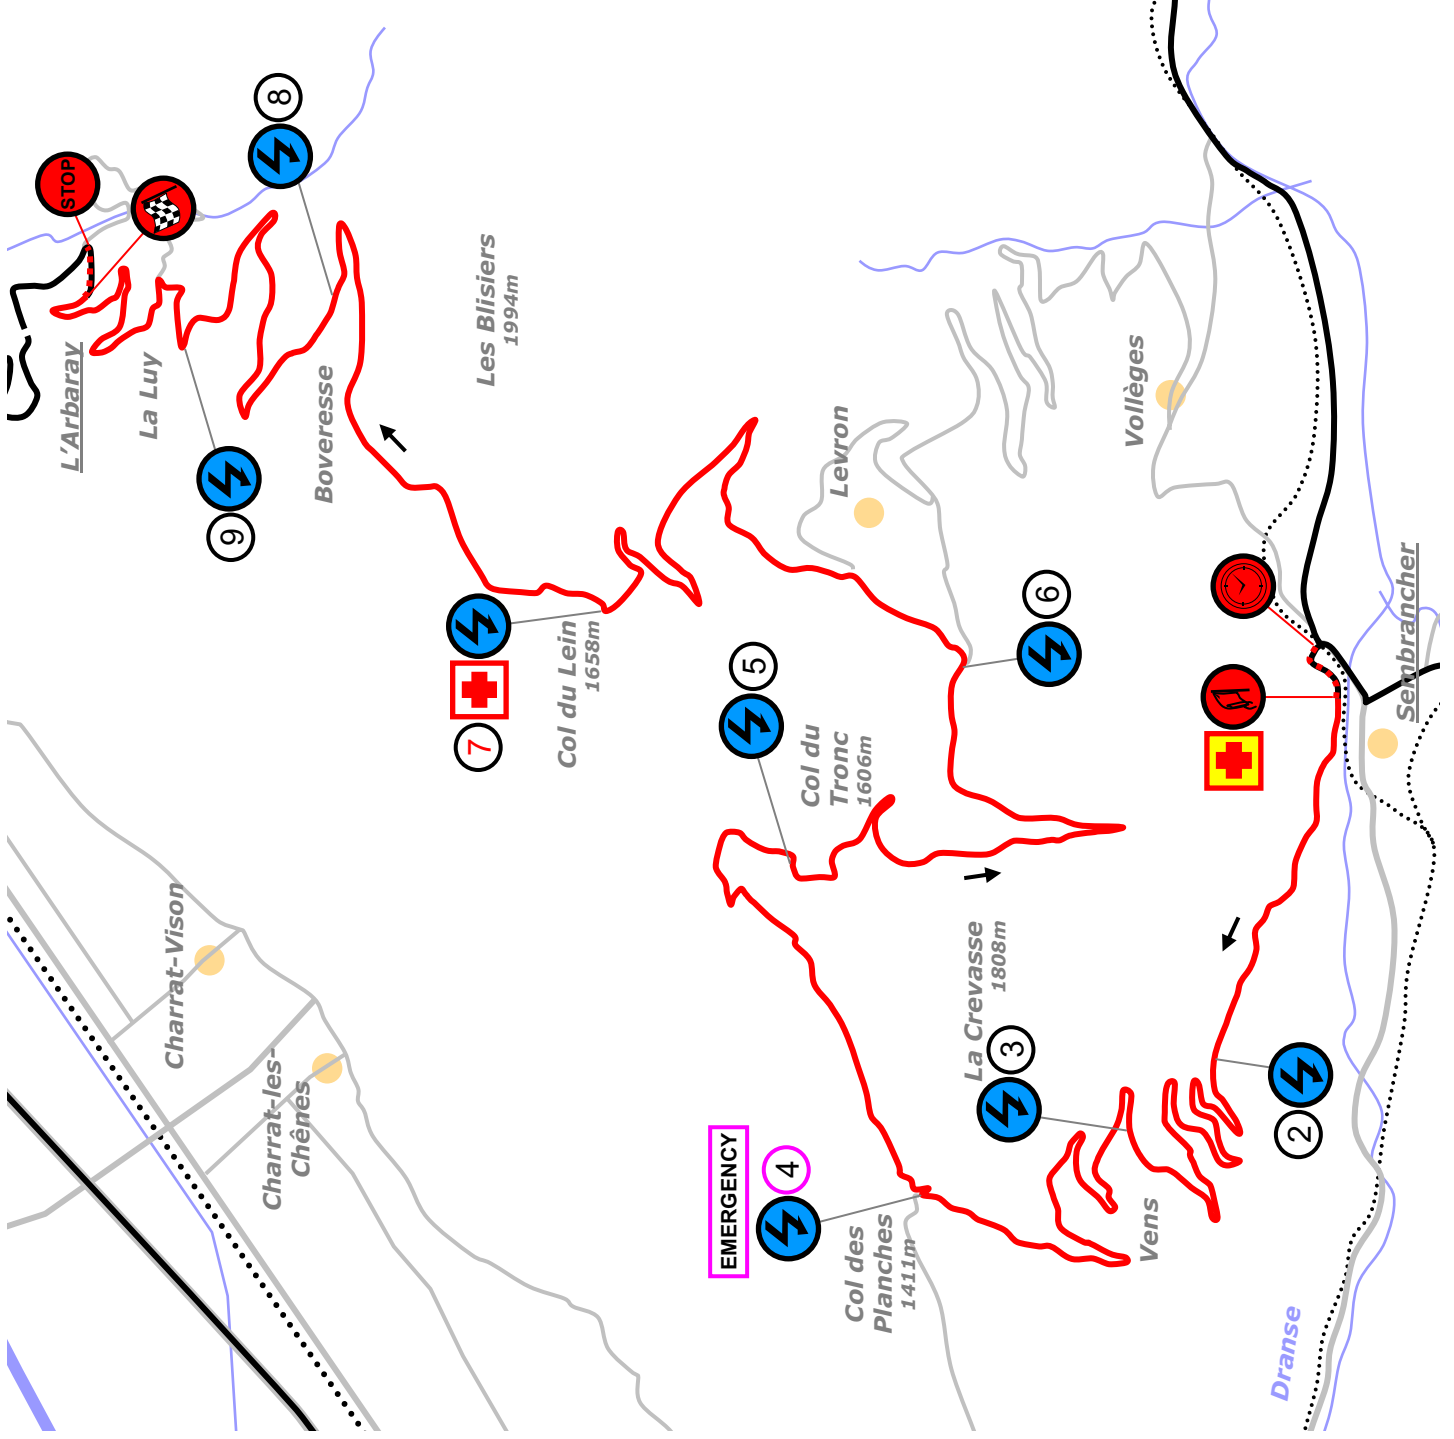 STOP
L'Arbaray
La Luy
Charrat-Vison
9
8
Charrat-les-
Chênes
Boveresse
7
Les Blisiers
1994m
Col du Lein
1658m
EMERGENCY
4
5
Col du
Tronc
1606m
Levron
Col des
Planches
1411m
La Crevasse
1808m
3
6
Vollèges
Vens
Dranse
2
Sembrancher